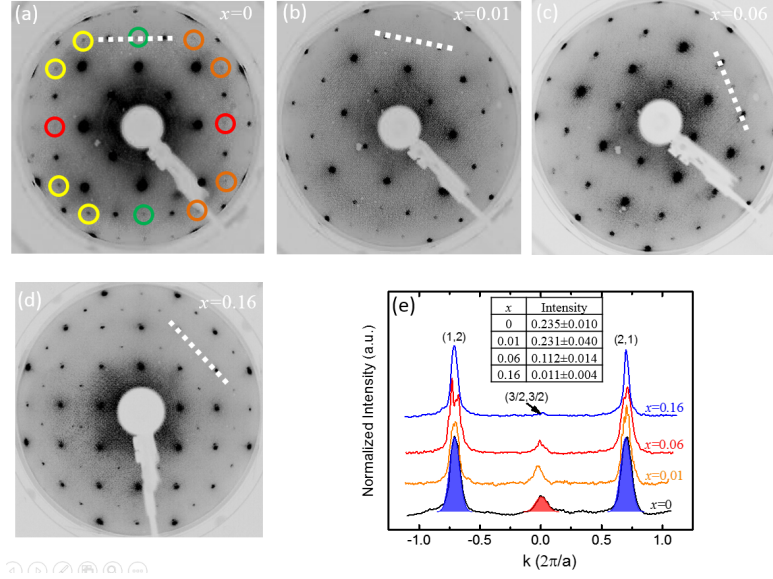 (a) x=0
(b) x=0.01
(c) x=0.06
(d) x=0.16
(e)
x Intensity
0 0.235±0.010
0.01 0.231±0.040
0.06 0.112±0.014
0.16 0.011±0.004
(1,2)
(2,1)
(3/2,3/2)
x=0.16
x=0.06
x=0.01
x=0
Normalized Intensity (a.u.)
-1.0 -0.5 0.0 0.5 1.0
k (2π/a)